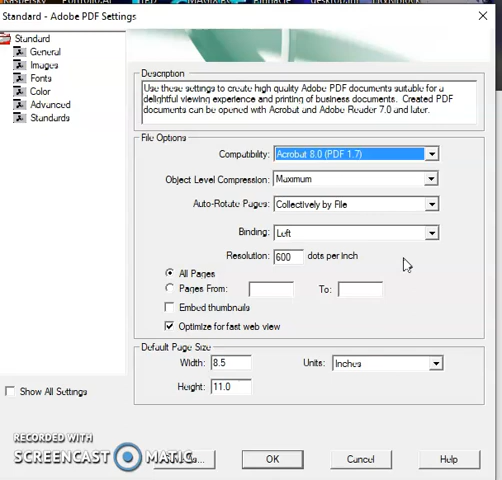 Standard - Adobe PDF Settings
Standard
General
Images
Fonts
Color
Advanced
Standards
Description
Use these settings to create high quality Adobe PDF documents suitable for a
delightful viewing experience and printing of business documents. Created PDF
documents can be opened with Acrobat and Adobe Reader 7.0 and later.
File Options
Compatibility: Acrobat 8.0 (PDF 1.7)
Object Level Compression: Maximum
Auto-Rotate Pages: Collectively by File
Binding: Left
Resolution: 600 dots per inch
All Pages
Pages From: To:
Embed thumbnails
Optimize for fast web view
Default Page Size
Width: 8.5 Units: Inches
Height: 11.0
Show All Settings
RECORDED WITH
SCREENCAST MATIC
OK Cancel Help